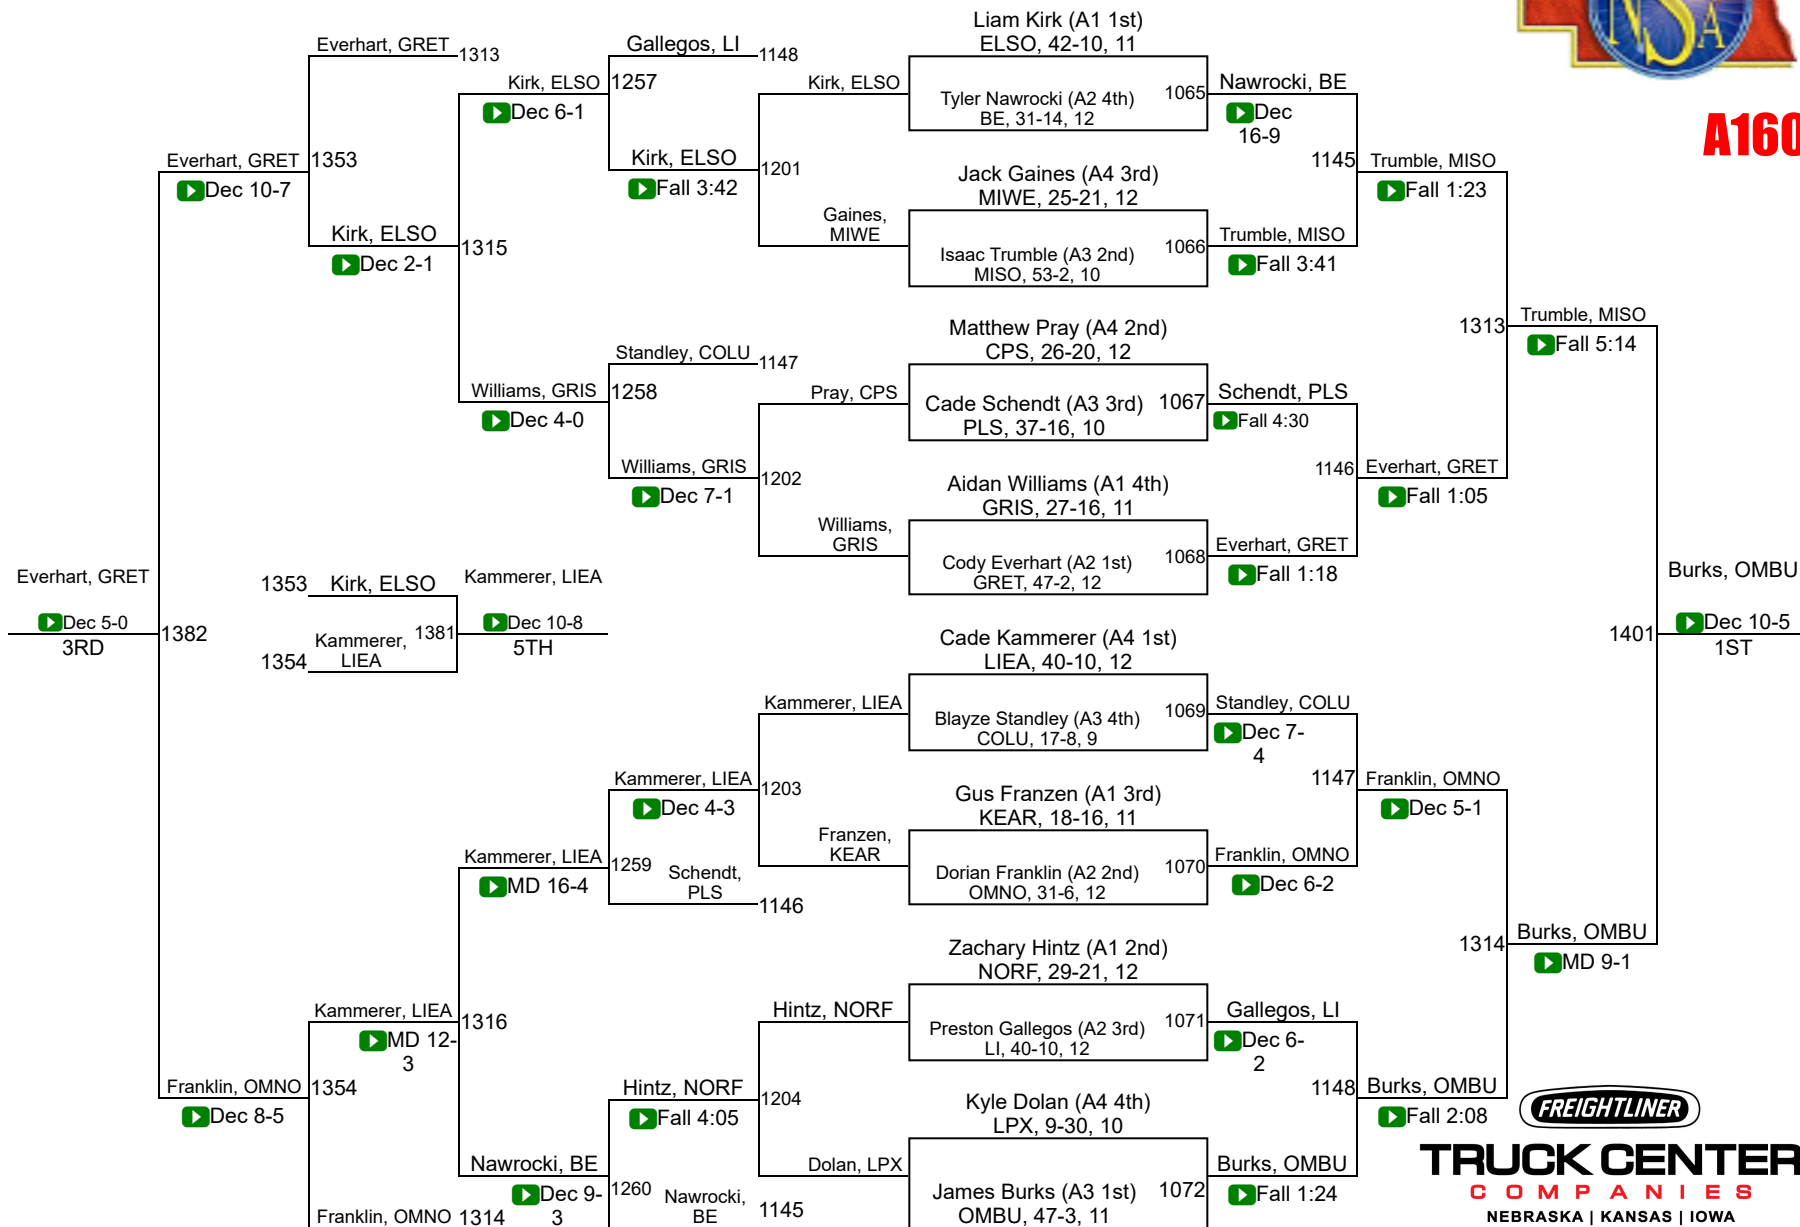 NSA
A160
Liam Kirk (A1 1st)
ELSO, 42-10, 11
Tyler Nawrocki (A2 4th)
BE, 31-14, 12
1065
Jack Gaines (A4 3rd)
MIWE, 25-21, 12
Isaac Trumble (A3 2nd)
MISO, 53-2, 10
1066
Matthew Pray (A4 2nd)
CPS, 26-20, 12
Cade Schendt (A3 3rd)
PLS, 37-16, 10
1067
Aidan Williams (A1 4th)
GRIS, 27-16, 11
Cody Everhart (A2 1st)
GRET, 47-2, 12
1068
Cade Kammerer (A4 1st)
LIEA, 40-10, 12
Blayze Standley (A3 4th)
COLU, 17-8, 9
1069
Gus Franzen (A1 3rd)
KEAR, 18-16, 11
Dorian Franklin (A2 2nd)
OMNO, 31-6, 12
1070
Zachary Hintz (A1 2nd)
NORF, 29-21, 12
Preston Gallegos (A2 3rd)
LI, 40-10, 12
1071
Kyle Dolan (A4 4th)
LPX, 9-30, 10
James Burks (A3 1st)
OMBU, 47-3, 11
1072
Nawrocki, BE
Dec
16-9
1145
Trumble, MISO
Fall 3:41
Schendt, PLS
Fall 4:30
1146
Everhart, GRET
Fall 1:18
Standley, COLU
Dec 7-
4
1147
Franklin, OMNO
Dec 6-2
Gallegos, LI
Dec 6-
2
1148
Burks, OMBU
Fall 1:24
Trumble, MISO
Fall 1:23
1313
Everhart, GRET
Fall 1:05
Franklin, OMNO
Dec 5-1
1314
Burks, OMBU
Fall 2:08
Trumble, MISO
Fall 5:14
1401
Burks, OMBU
MD 9-1
Burks, OMBU
Dec 10-5
1ST
Kirk, ELSO
1201
Gaines,
MIWE
Pray, CPS
1202
Williams,
GRIS
Kammerer, LIEA
1203
Franzen,
KEAR
Hintz, NORF
1204
Dolan, LPX
Gallegos, LI
1148
1257
Kirk, ELSO
Fall 3:42
Standley, COLU
1147
1258
Williams, GRIS
Dec 7-1
Kammerer, LIEA
Dec 4-3
1259
Schendt,
PLS
1146
Hintz, NORF
Fall 4:05
1260
Nawrocki,
BE
1145
Kirk, ELSO
Dec 6-1
1315
Williams, GRIS
Dec 4-0
Kammerer, LIEA
MD 16-4
1316
Nawrocki, BE
Dec 9-
3
Everhart, GRET
1313
1353
Kirk, ELSO
Dec 2-1
Kammerer, LIEA
MD 12-
3
1354
Franklin, OMNO
1314
Everhart, GRET
Dec 10-7
1382
Franklin, OMNO
Dec 8-5
Everhart, GRET
Dec 5-0
3RD
1353
Kirk, ELSO
1381
1354
Kammerer,
LIEA
Kammerer, LIEA
Dec 10-8
5TH
FREIGHTLINER
TRUCK CENTER
COMPANIES
NEBRASKA | KANSAS | IOWA